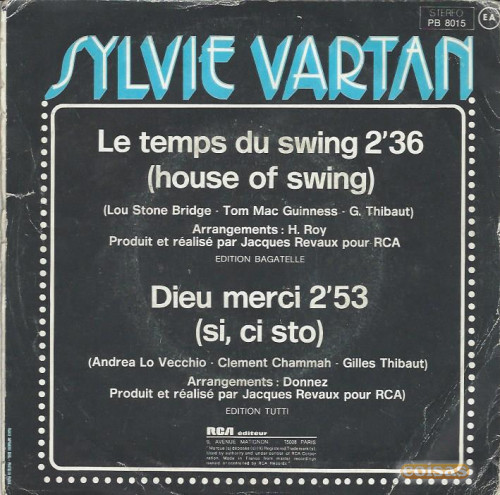 STEREO
PB 8015
EA
SYLVIE VARTAN
Le temps du swing 2'36
(house of swing)
(Lou Stone Bridge - Tom Mac Guinness - G. Thibaut)
Arrangements : H. Roy
Produit et réalisé par Jacques Revaux pour RCA
EDITION BAGATELLE
Dieu merci 2'53
(si, ci sto)
(Andrea Lo Vecchio - Clement Chammah - Gilles Thibaut)
Arrangements : Donnez
Produit et réalisé par Jacques Revaux pour RCA)
EDITION TUTTI
RCA éditeur
9, AVENUE MATIGNON 75008 PARIS